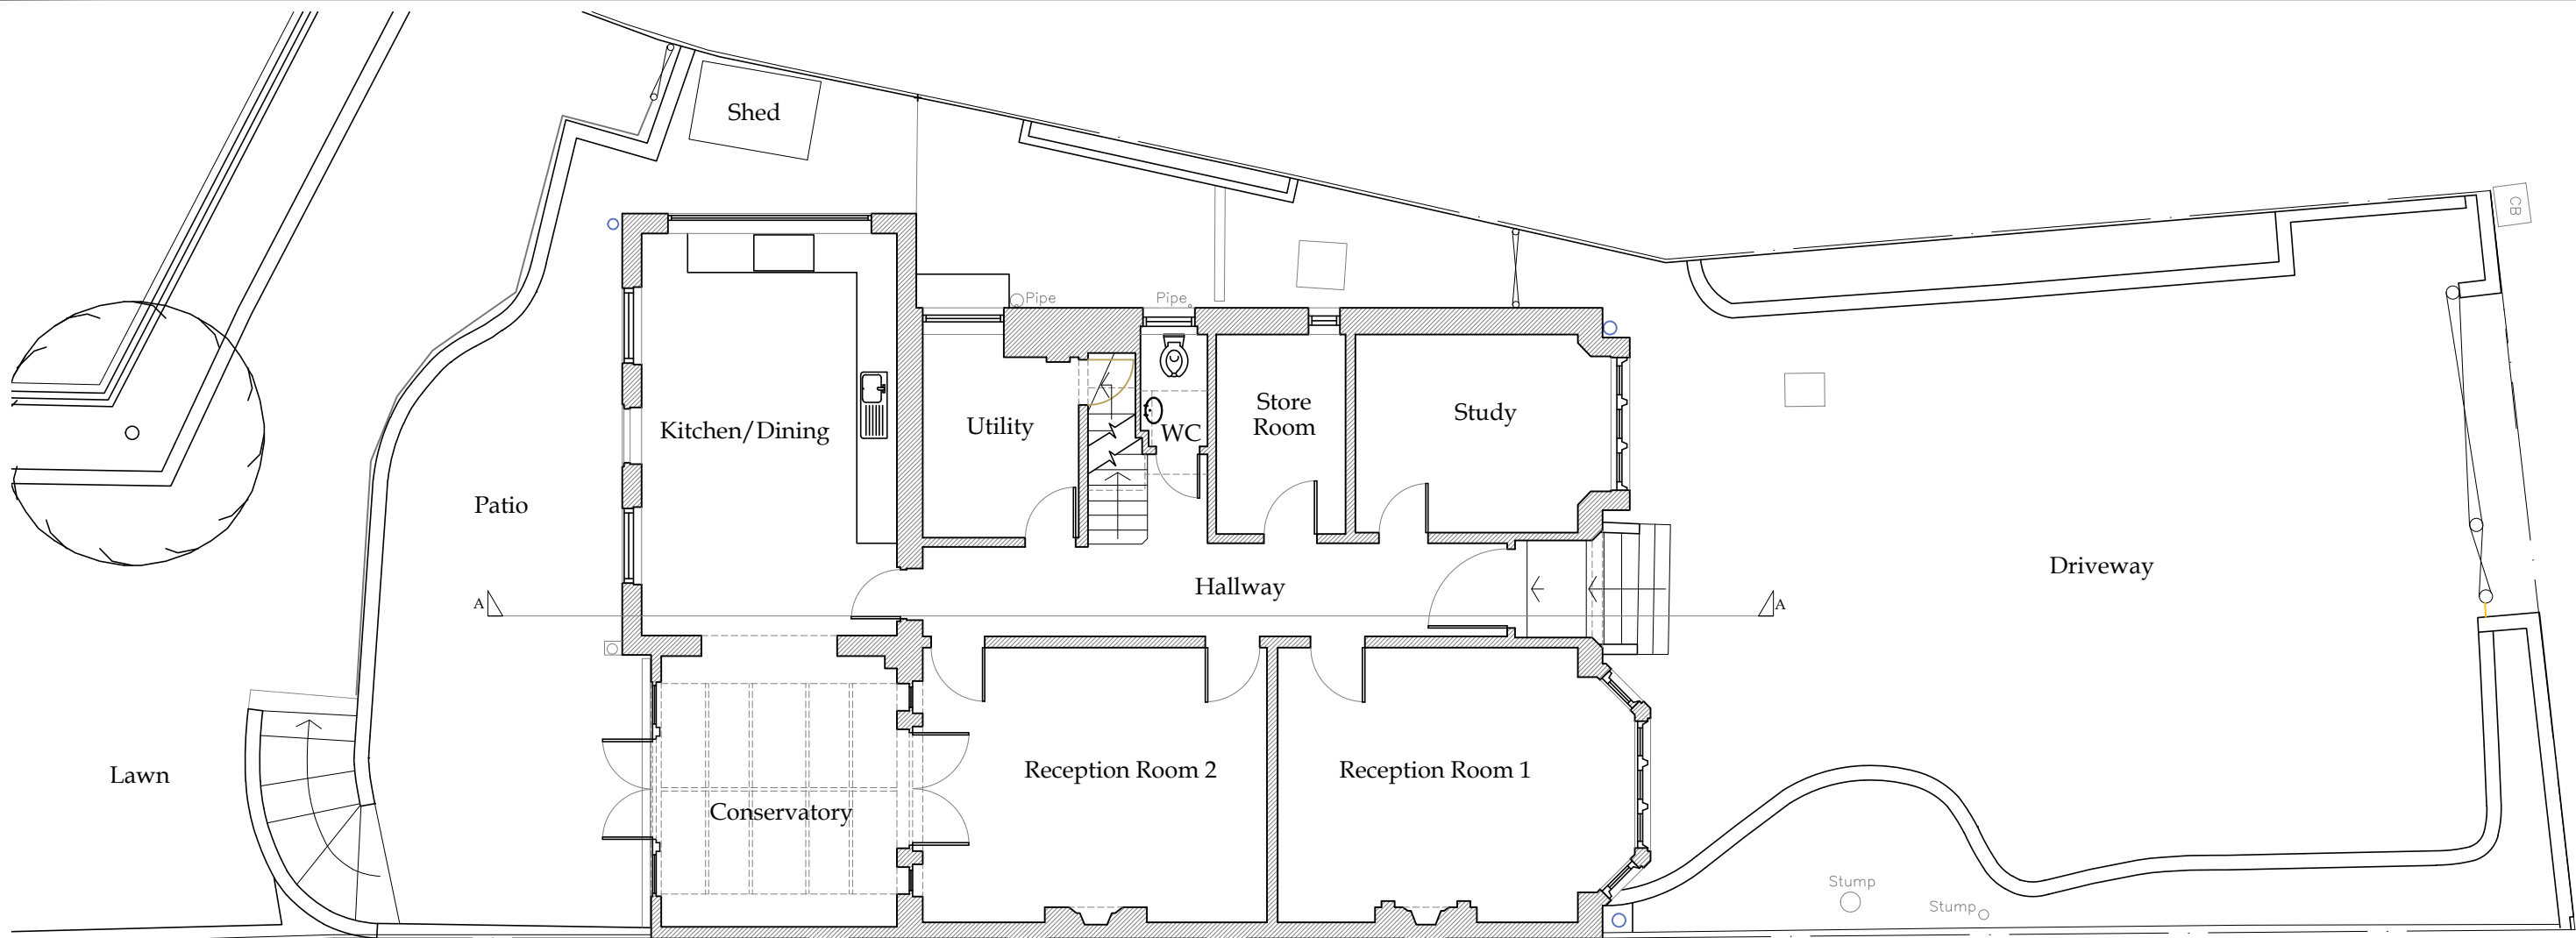 Shed
CB
Pipe
Pipe
Kitchen/Dining
Utility
WC
Store
Room
Study
Patio
Hallway
Driveway
A
A
Lawn
Conservatory
Reception Room 2
Reception Room 1
Stump
Stump